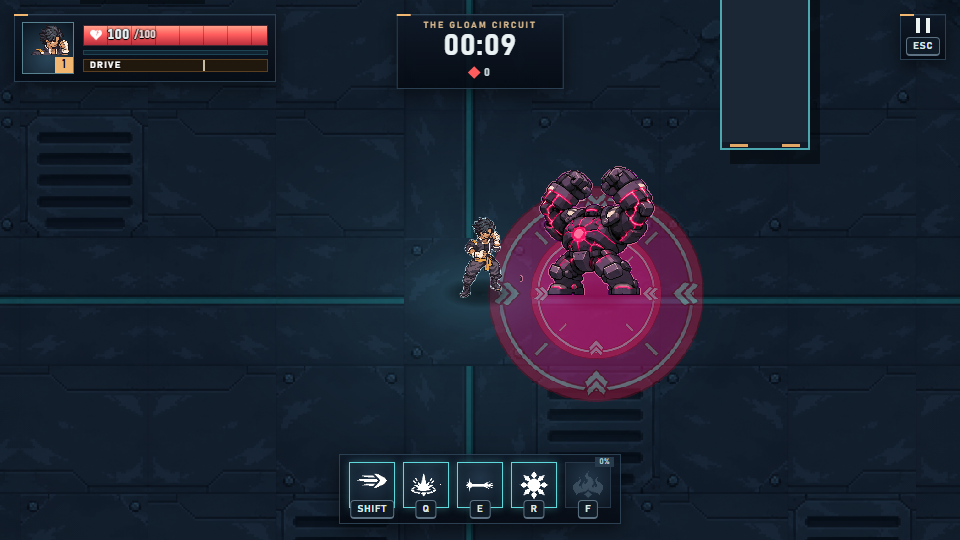 100 /100
1
DRIVE
THE GLOAM CIRCUIT
00:09
0
ESC
0%
SHIFT
Q
E
R
F